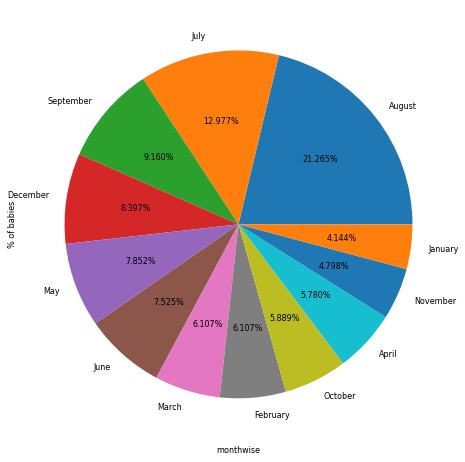 July
August
September
12.977%
21.265%
9.160%
December
8.397%
4.144%
January
% of babies
7.852%
4.798%
May
7.525%
5.780%
November
6.107%
6.107%
5.889%
June
April
March
February
October
monthwise